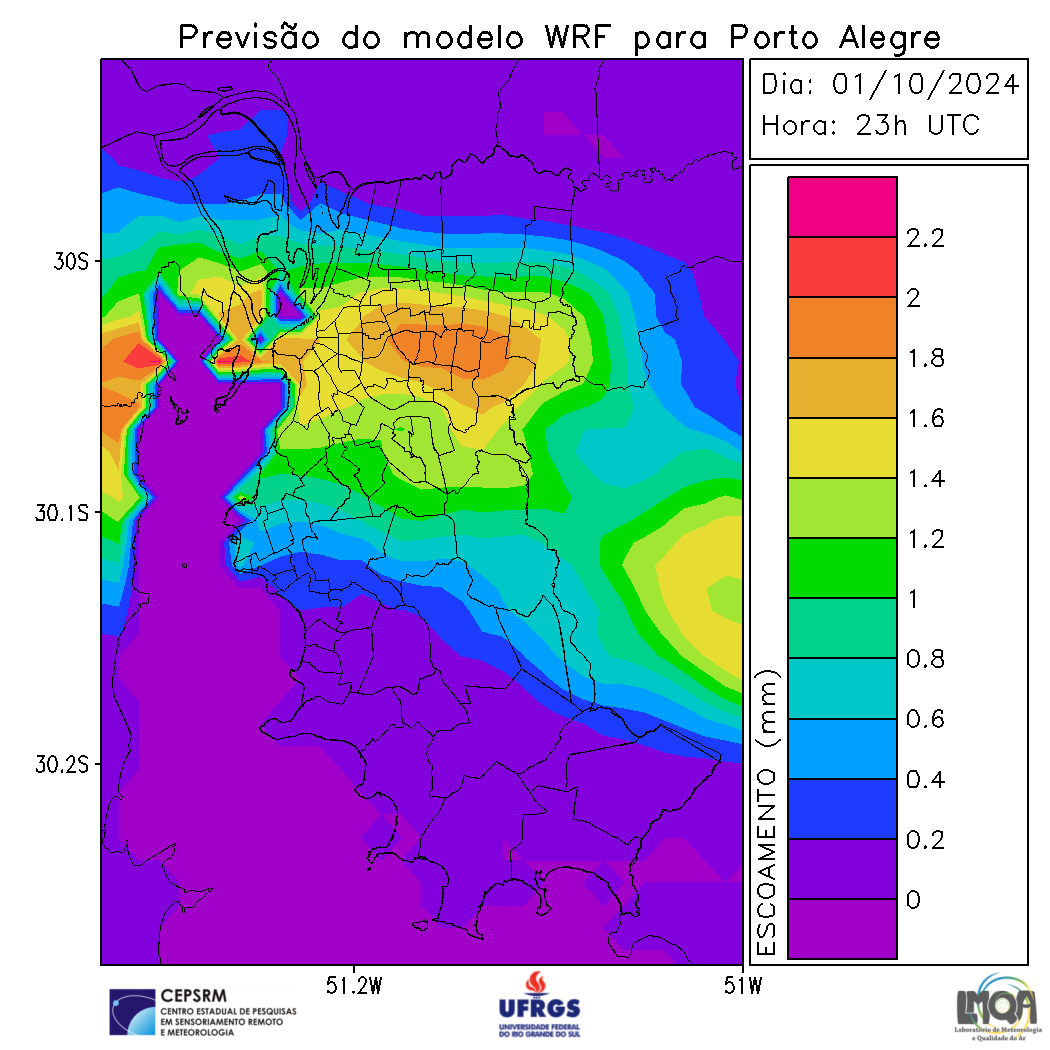 Previsão do modelo WRF para Porto Alegre
Dia: 01/10/2024
Hora: 23h UTC
30S
30.1S
30.2S
51.2W
51W
2.2
2
1.8
1.6
1.4
1.2
1
0.8
0.6
0.4
0.2
0
ESCOAMENTO (mm)
CEPSRM
CENTRO ESTADUAL DE PESQUISAS
EM SENSORIAMENTO REMOTO
E METEOROLOGIA
UFRGS
UNIVERSIDADE FEDERAL
DO RIO GRANDE DO SUL
LMQA
Laboratório de Meteorologia
e Qualidade do Ar